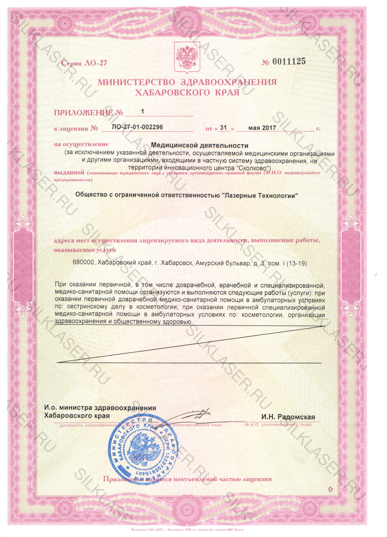 Серия ЛО-27
№ 0011125
МИНИСТЕРСТВО ЗДРАВООХРАНЕНИЯ
ХАБАРОВСКОГО КРАЯ
ПРИЛОЖЕНИЕ № 1
к лицензии № ЛО-27-01-002296 от « 31 » мая 2017 г.
на осуществление Медицинской деятельности
(за исключением указанной деятельности, осуществляемой медицинскими организациями
и другими организациями, входящими в частную систему здравоохранения, на
территории инновационного центра "Сколково")
выданной (наименование юридического лица с указанием организационно-правовой формы (Ф.И.О. индивидуального
предпринимателя)
Общество с ограниченной ответственностью "Лазерные Технологии"
адреса мест осуществления лицензируемого вида деятельности, выполняемые работы,
оказываемые услуги
680000, Хабаровский край, г. Хабаровск, Амурский бульвар, д. 3, пом. I (13-19)
При оказании первичной, в том числе доврачебной, врачебной и специализированной,
медико-санитарной помощи организуются и выполняются следующие работы (услуги): при
оказании первичной доврачебной медико-санитарной помощи в амбулаторных условиях
по: сестринскому делу в косметологии; при оказании первичной специализированной
медико-санитарной помощи в амбулаторных условиях по: косметологии, организации
здравоохранения и общественному здоровью.
И.о. министра здравоохранения
Хабаровского края
И.Н. Радомская
(должность уполномоченного лица)
(Ф.И.О. уполномоченного лица)
Приложение является неотъемлемой частью лицензии
SILKLASER.RU